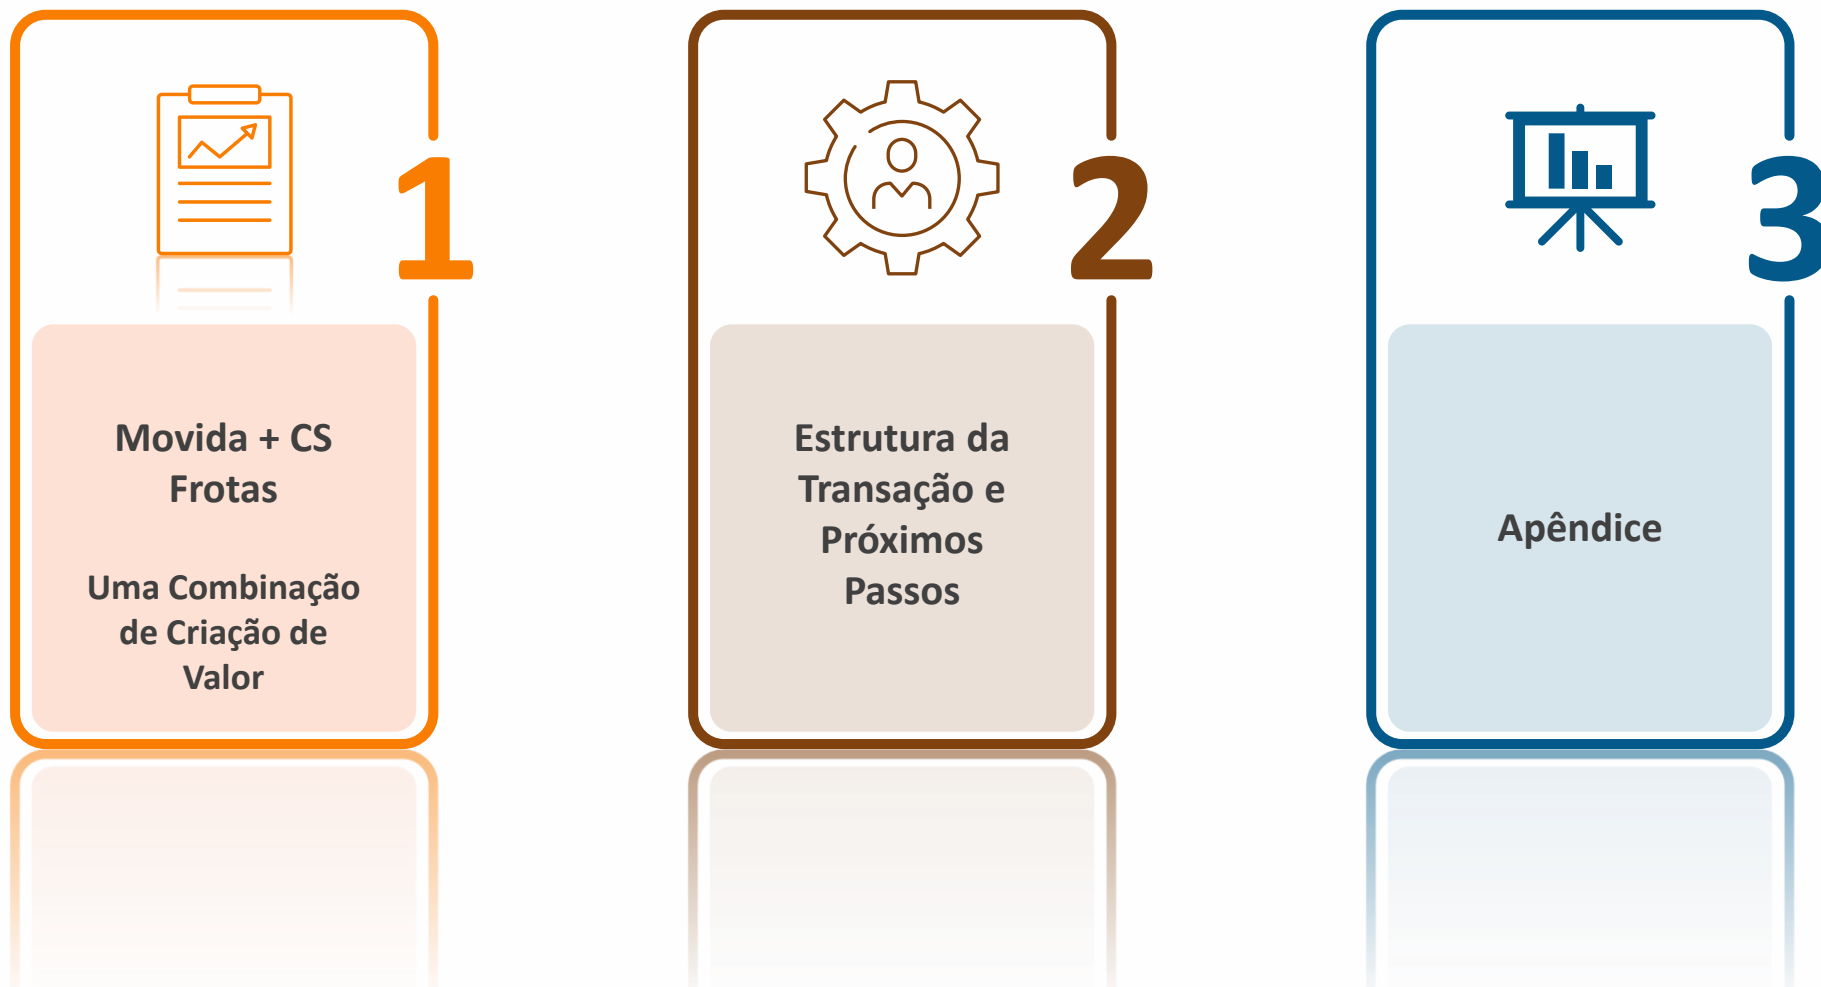 1
Movida + CS
Frotas
Uma Combinação
de Criação de
Valor
2
Estrutura da
Transação e
Próximos
Passos
3
Apêndice